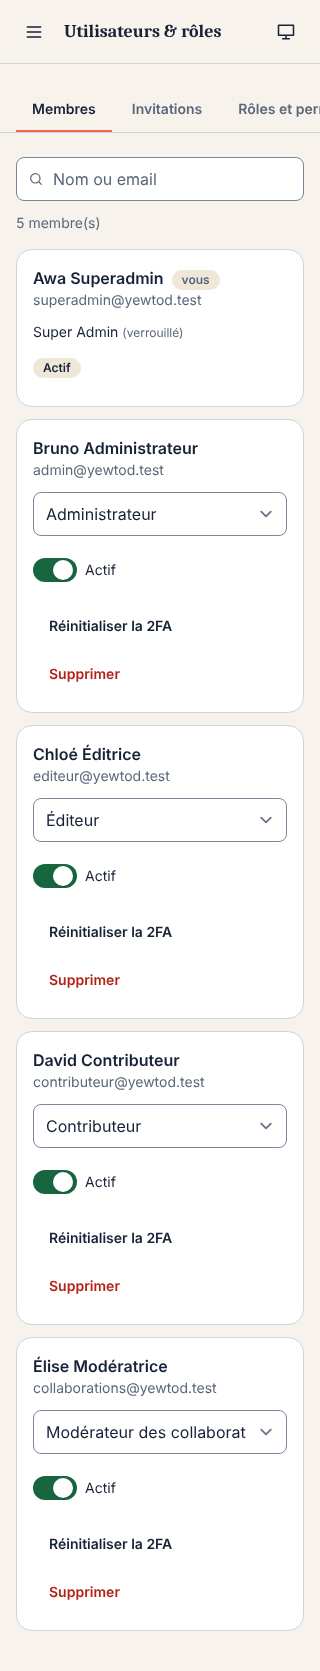 Utilisateurs & rôles
Membres Invitations Rôles et per
Nom ou email
5 membre(s)
Awa Superadmin vous
superadmin@yewtod.test
Super Admin (verrouillé)
Actif
Bruno Administrateur
admin@yewtod.test
Administrateur
Actif
Réinitialiser la 2FA
Supprimer
Chloé Éditrice
editeur@yewtod.test
Éditeur
Actif
Réinitialiser la 2FA
Supprimer
David Contributeur
contributeur@yewtod.test
Contributeur
Actif
Réinitialiser la 2FA
Supprimer
Élise Modératrice
collaborations@yewtod.test
Modérateur des collaborat
Actif
Réinitialiser la 2FA
Supprimer